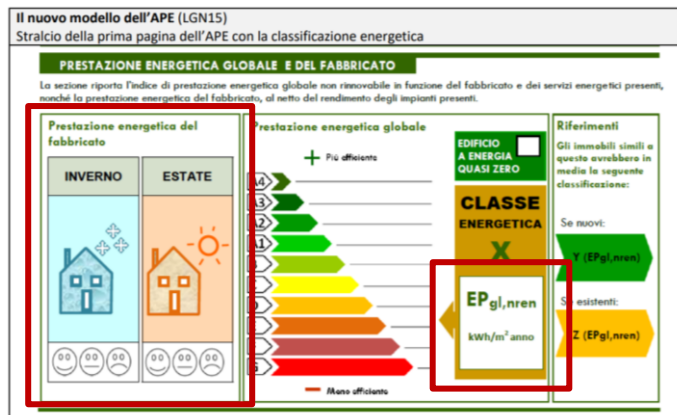 Il nuovo modello dell'APE (LGN15)
Stralcio della prima pagina dell'APE con la classificazione energetica
PRESTAZIONE ENERGETICA GLOBALE E DEL FABBRICATO
La sezione riporta l'indice di prestazione energetica globale non rinnovabile in funzione del fabbricato e dei servizi energetici presenti,
nonché la prestazione energetica del fabbricato, al netto del rendimento degli impianti presenti.
Prestazione energetica del
fabbricato
INVERNO
ESTATE
Prestazione energetica globale
+ Più efficiente
A4
A3
A2
A1
D
G
— Meno efficiente
EDIFICIO
A ENERGIA
QUASI ZERO
CLASSE
ENERGETICA
X
EPgl,nren
kWh/m² anno
Riferimenti
Gli immobili simili a
questo avrebbero in
media la seguente
classificazione:
Se nuovi:
Y (EPgl,nren)
Se esistenti:
Z (EPgl,nren)